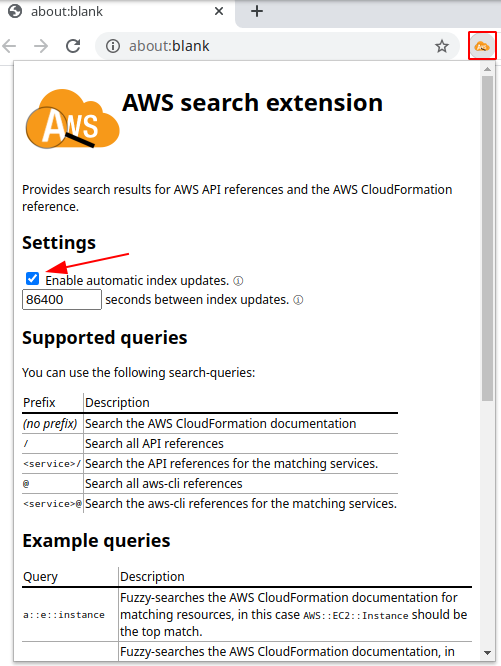 about:blank
about:blank
AWS
AWS search extension
Provides search results for AWS API references and the AWS CloudFormation
reference.
Settings
Enable automatic index updates.
86400 seconds between index updates.
Supported queries
You can use the following search-queries:
Prefix Description
(no prefix) Search the AWS CloudFormation documentation
/ Search all API references
<service>/ Search the API references for the matching services.
@ Search all aws-cli references
<service>@ Search the aws-cli references for the matching services.
Example queries
Query Description
Fuzzy-searches the AWS CloudFormation documentation for
a::e::instance matching resources, in this case AWS::EC2::Instance should be
the top match.
Fuzzy-searches the AWS CloudFormation documentation, in